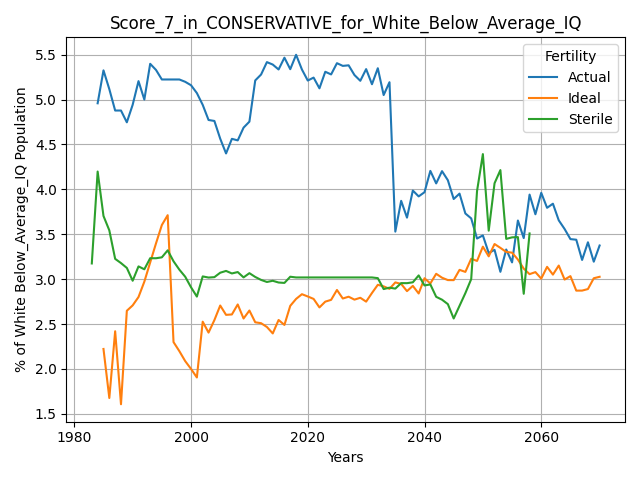 Score_7_in_CONSERVATIVE_for_White_Below_Average_IQ
% of White Below_Average_IQ Population
5.5
5.0
4.5
4.0
3.5
3.0
2.5
2.0
1.5
Fertility
Actual
Ideal
Sterile
1980
2000
2020
2040
2060
Years